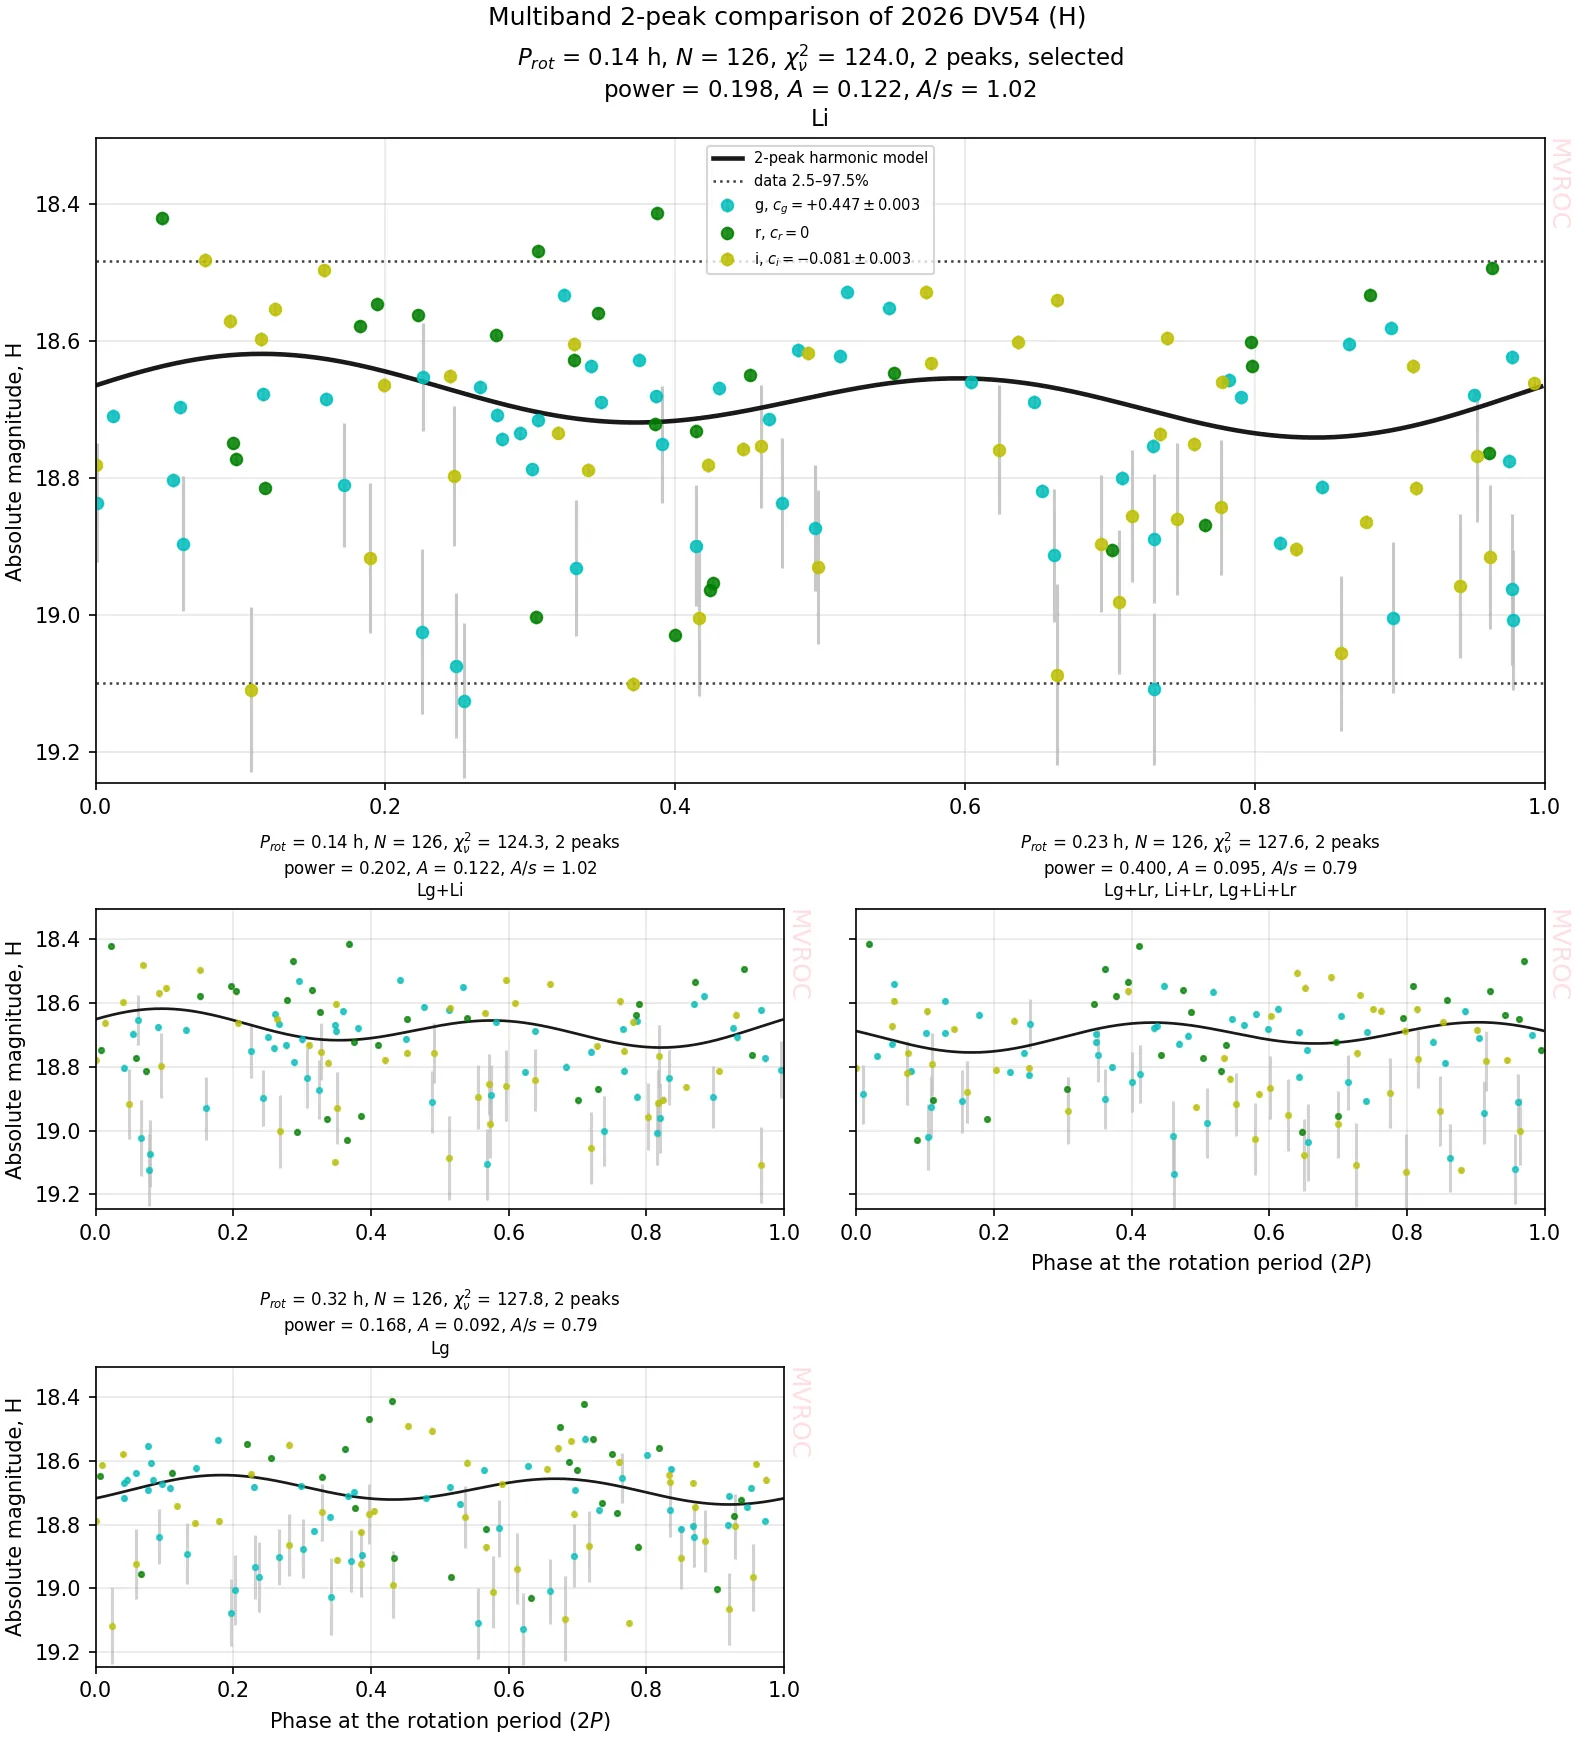 Multiband 2-peak comparison of 2026 DV54 (H)
P_rot = 0.14 h, N = 126, χ²_ν = 124.0, 2 peaks, selected
power = 0.198, A = 0.122, A/s = 1.02
Li
2-peak harmonic model
data 2.5–97.5%
g, c_g = +0.447 ± 0.003
r, c_r = 0
i, c_i = −0.081 ± 0.003
MVROC
Absolute magnitude, H
18.4
18.6
18.8
19.0
19.2
0.0 0.2 0.4 0.6 0.8 1.0
P_rot = 0.14 h, N = 126, χ²_ν = 124.3, 2 peaks
power = 0.202, A = 0.122, A/s = 1.02
Lg+Li
MVROC
Absolute magnitude, H
18.4
18.6
18.8
19.0
19.2
0.0 0.2 0.4 0.6 0.8 1.0
P_rot = 0.23 h, N = 126, χ²_ν = 127.6, 2 peaks
power = 0.400, A = 0.095, A/s = 0.79
Lg+Lr, Li+Lr, Lg+Li+Lr
MVROC
0.0 0.2 0.4 0.6 0.8 1.0
Phase at the rotation period (2P)
P_rot = 0.32 h, N = 126, χ²_ν = 127.8, 2 peaks
power = 0.168, A = 0.092, A/s = 0.79
Lg
MVROC
Absolute magnitude, H
18.4
18.6
18.8
19.0
19.2
0.0 0.2 0.4 0.6 0.8 1.0
Phase at the rotation period (2P)